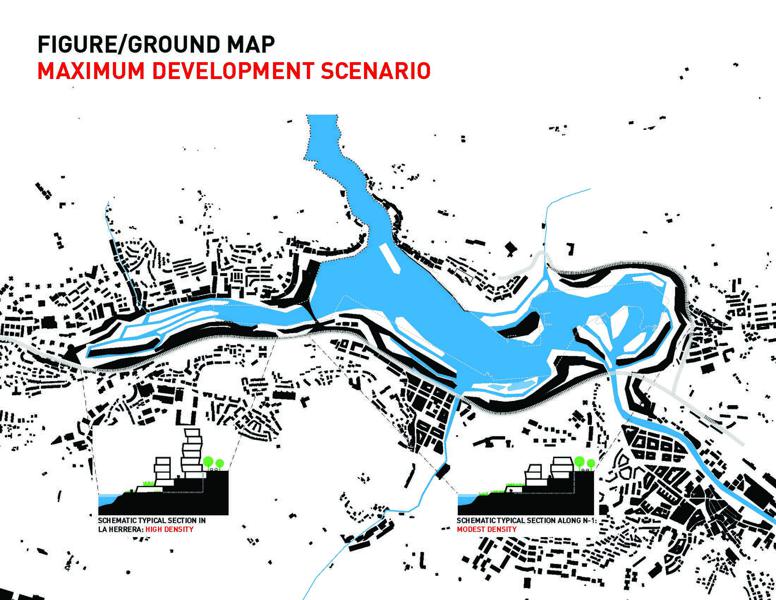 FIGURE/GROUND MAP
MAXIMUM DEVELOPMENT SCENARIO
SCHEMATIC TYPICAL SECTION IN
LA HERRERA: HIGH DENSITY
SCHEMATIC TYPICAL SECTION ALONG N-1:
MODEST DENSITY